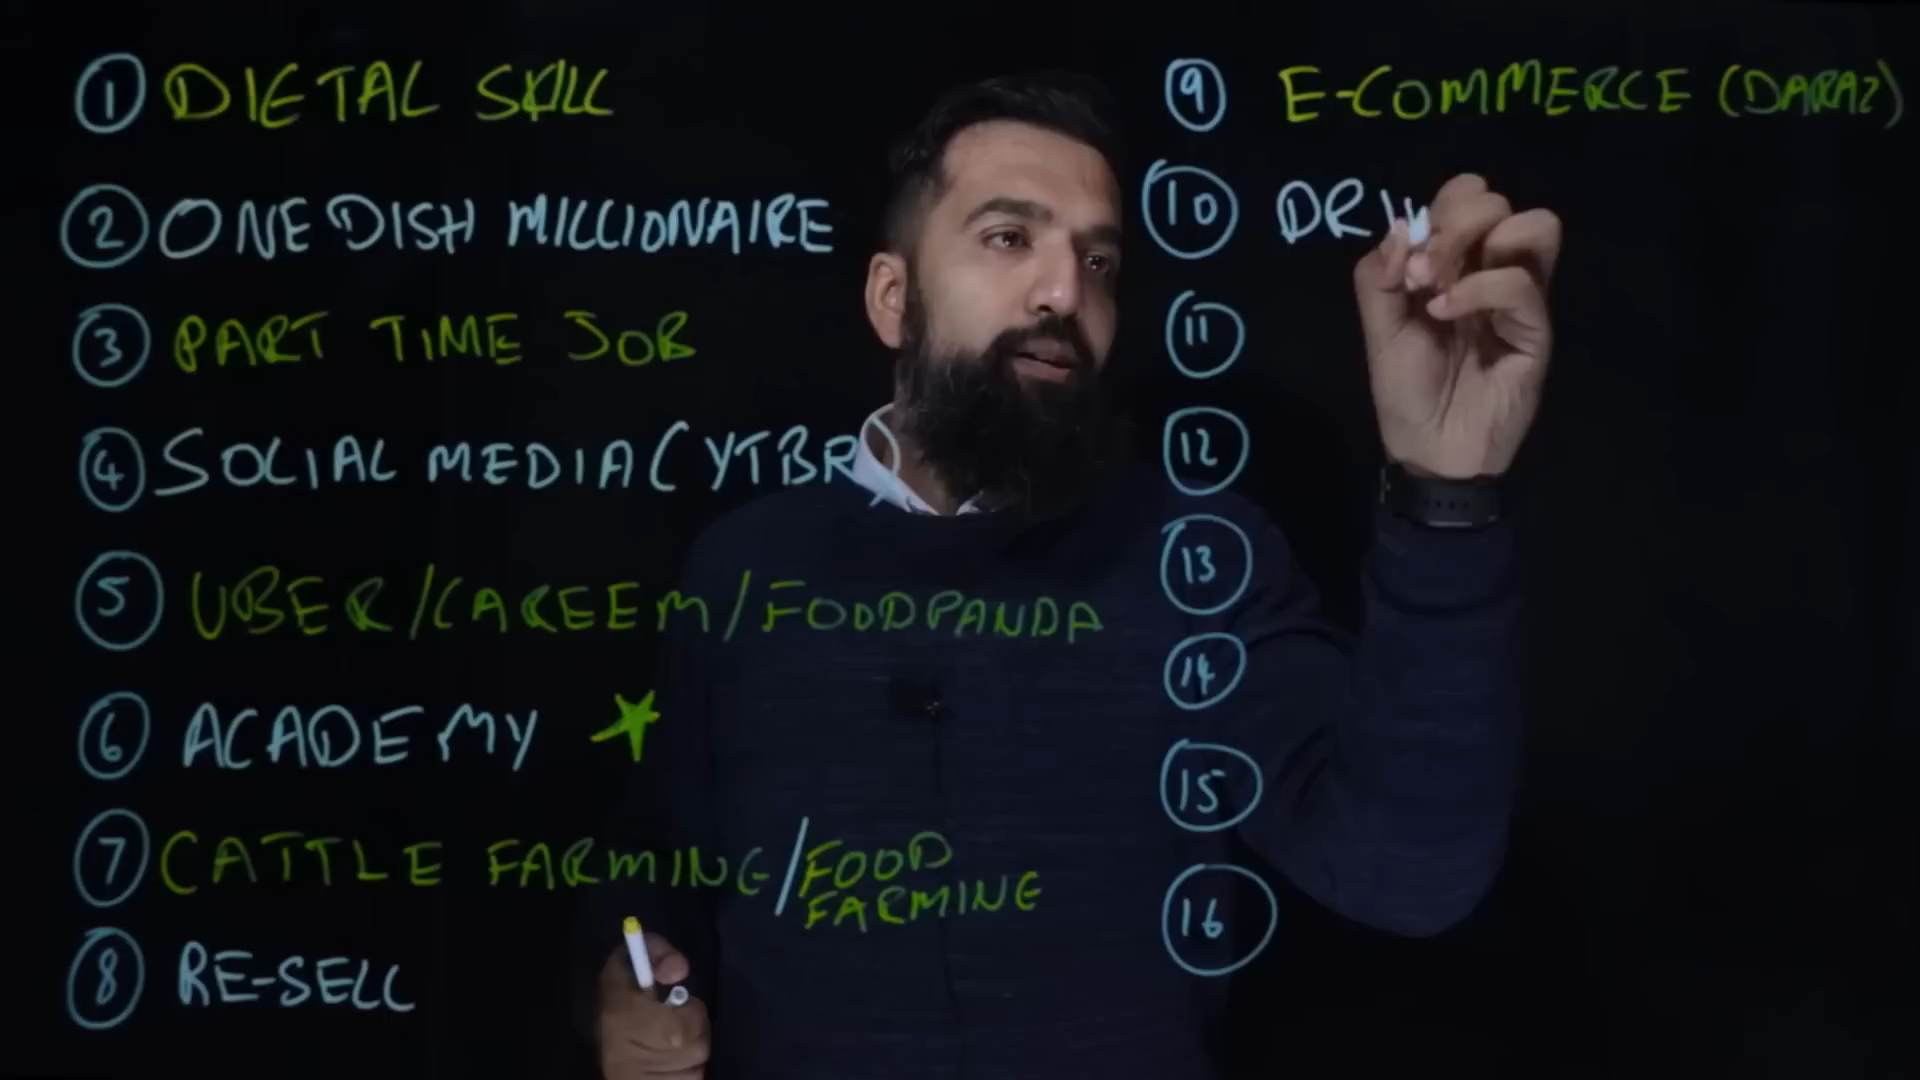 1 DIETAL SKILL
2 ONE DISH MILLIONAIRE
3 PART TIME JOB
4 SOCIAL MEDIA (YTBR)
5 UBER/CAREEM/FOODPANDA
6 ACADEMY
7 CATTLE FARMING/FOOD
FARMING
8 RE-SELL
9 E-COMMERCE (DARAZ)
10
11
12
13
14
15
16